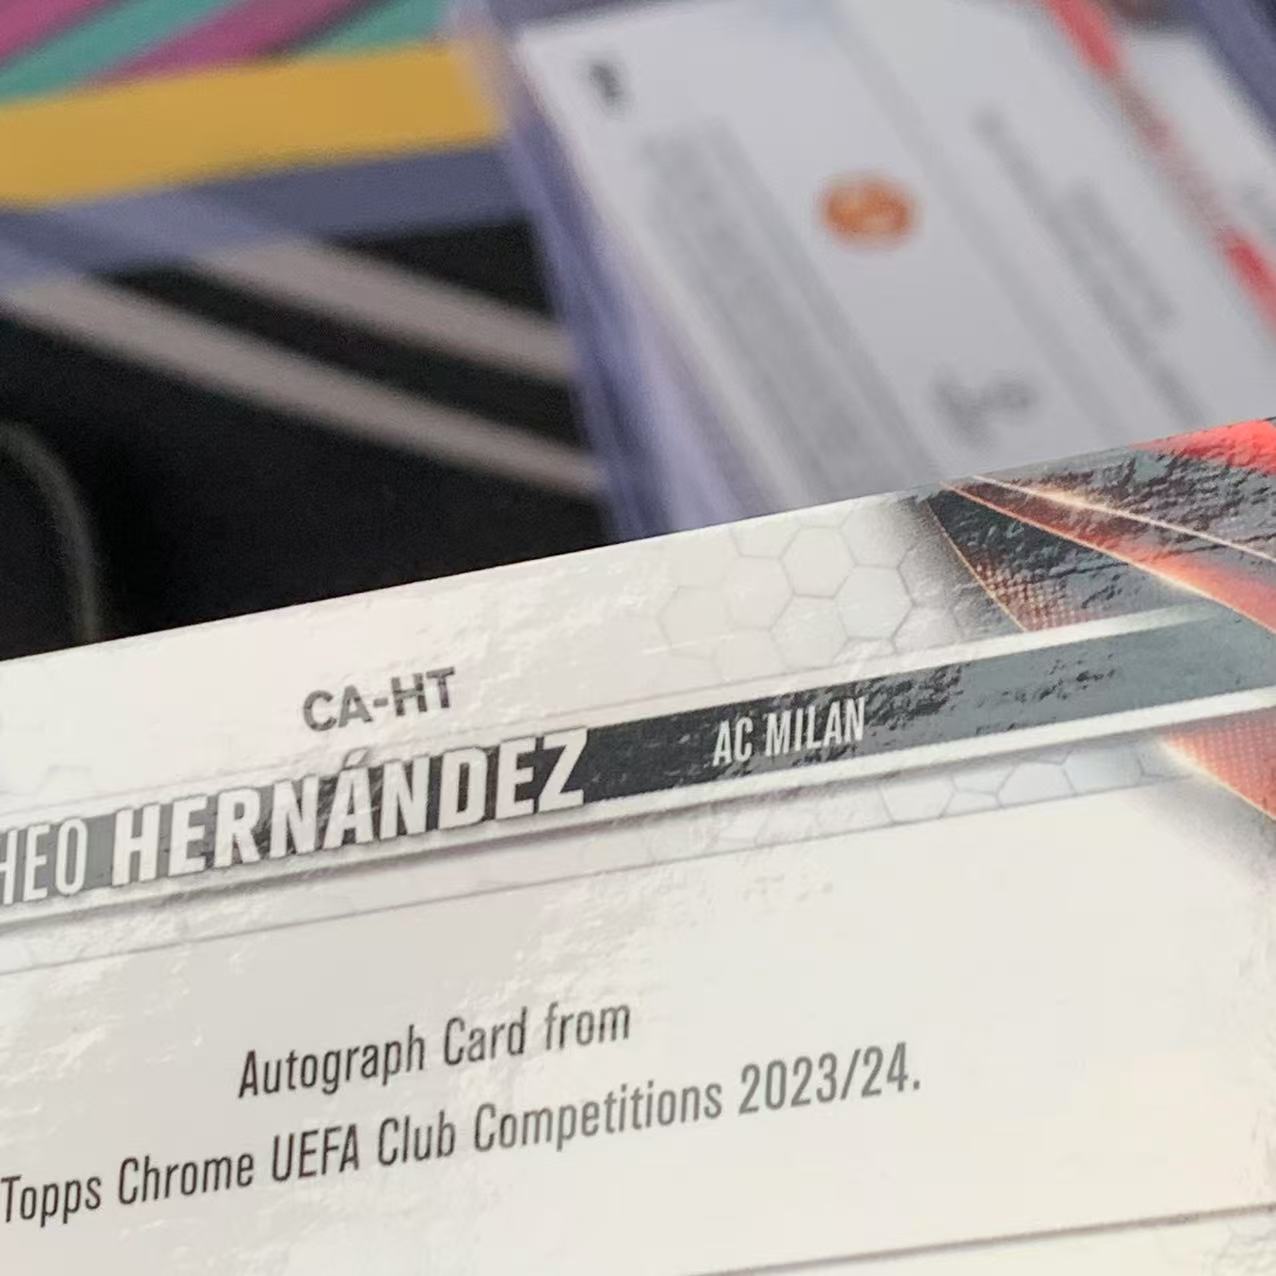 CA-HT
HEO HERNÁNDEZ AC MILAN
Autograph Card from
Topps Chrome UEFA Club Competitions 2023/24.